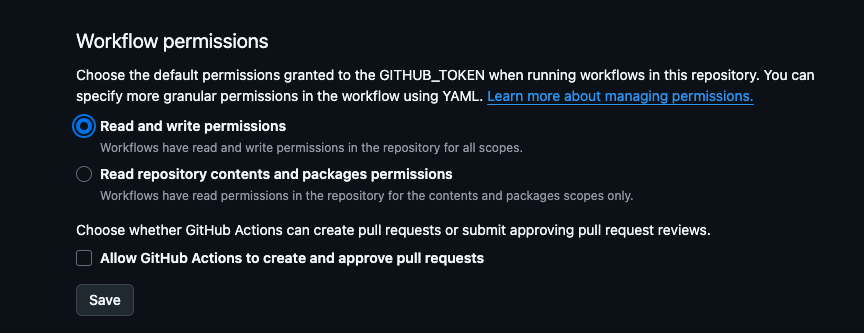 Workflow permissions
Choose the default permissions granted to the GITHUB_TOKEN when running workflows in this repository. You can
specify more granular permissions in the workflow using YAML. Learn more about managing permissions.
Read and write permissions
Workflows have read and write permissions in the repository for all scopes.
Read repository contents and packages permissions
Workflows have read permissions in the repository for the contents and packages scopes only.
Choose whether GitHub Actions can create pull requests or submit approving pull request reviews.
Allow GitHub Actions to create and approve pull requests
Save